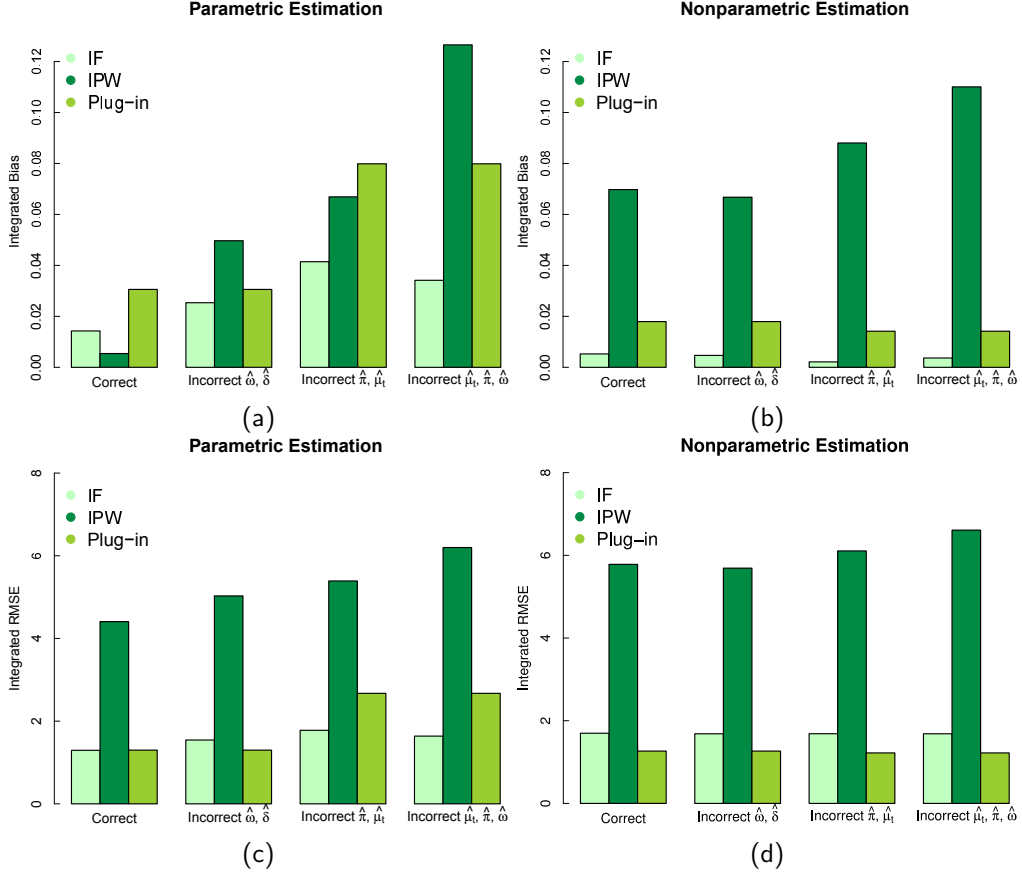 Parametric Estimation
IF
IPW
Plug-in
Integrated Bias
0.00 0.02 0.04 0.06 0.08 0.10 0.12
Correct
Incorrect ω̂, δ̂
Incorrect π̂, μ̂ₜ
Incorrect μ̂ₜ, π̂, ω̂
(a)
Nonparametric Estimation
IF
IPW
Plug-in
Integrated Bias
0.00 0.02 0.04 0.06 0.08 0.10 0.12
Correct
Incorrect ω̂, δ̂
Incorrect π̂, μ̂ₜ
Incorrect μ̂ₜ, π̂, ω̂
(b)
Parametric Estimation
IF
IPW
Plug-in
Integrated RMSE
0 2 4 6 8
Correct
Incorrect ω̂, δ̂
Incorrect π̂, μ̂ₜ
Incorrect μ̂ₜ, π̂, ω̂
(c)
Nonparametric Estimation
IF
IPW
Plug-in
Integrated RMSE
0 2 4 6 8
Correct
Incorrect ω̂, δ̂
Incorrect π̂, μ̂ₜ
Incorrect μ̂ₜ, π̂, ω̂
(d)